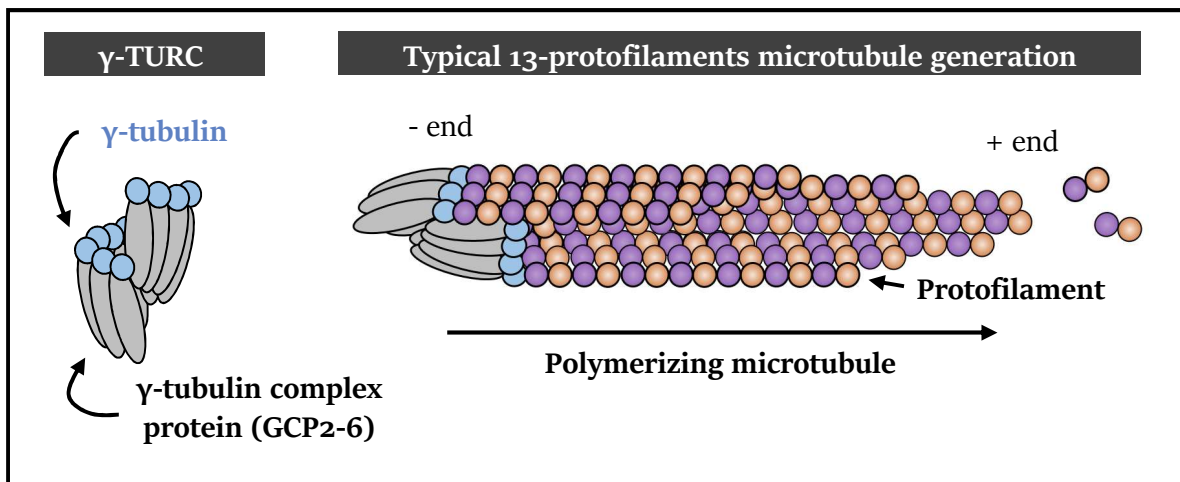 γ-TURC
Typical 13-protofilaments microtubule generation
γ-tubulin
- end
+ end
Protofilament
Polymerizing microtubule
γ-tubulin complex
protein (GCP2-6)